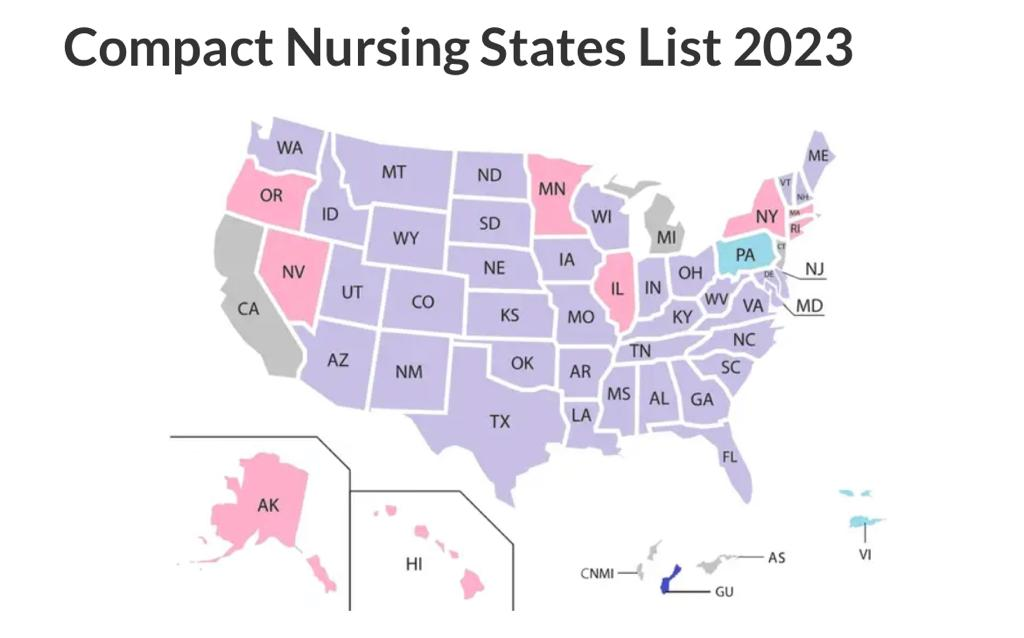 Compact Nursing States List 2023
WA
MT
ND
MN
ME
VT
NH
OR
ID
WY
SD
WI
MI
NY
MA
RI
CT
NV
UT
CO
NE
IA
IL
IN
OH
PA
DE
NJ
CA
KS
MO
KY
WV
VA
MD
AZ
NM
OK
AR
TN
NC
SC
TX
LA
MS
AL
GA
FL
AK
HI
CNMI
AS
GU
VI